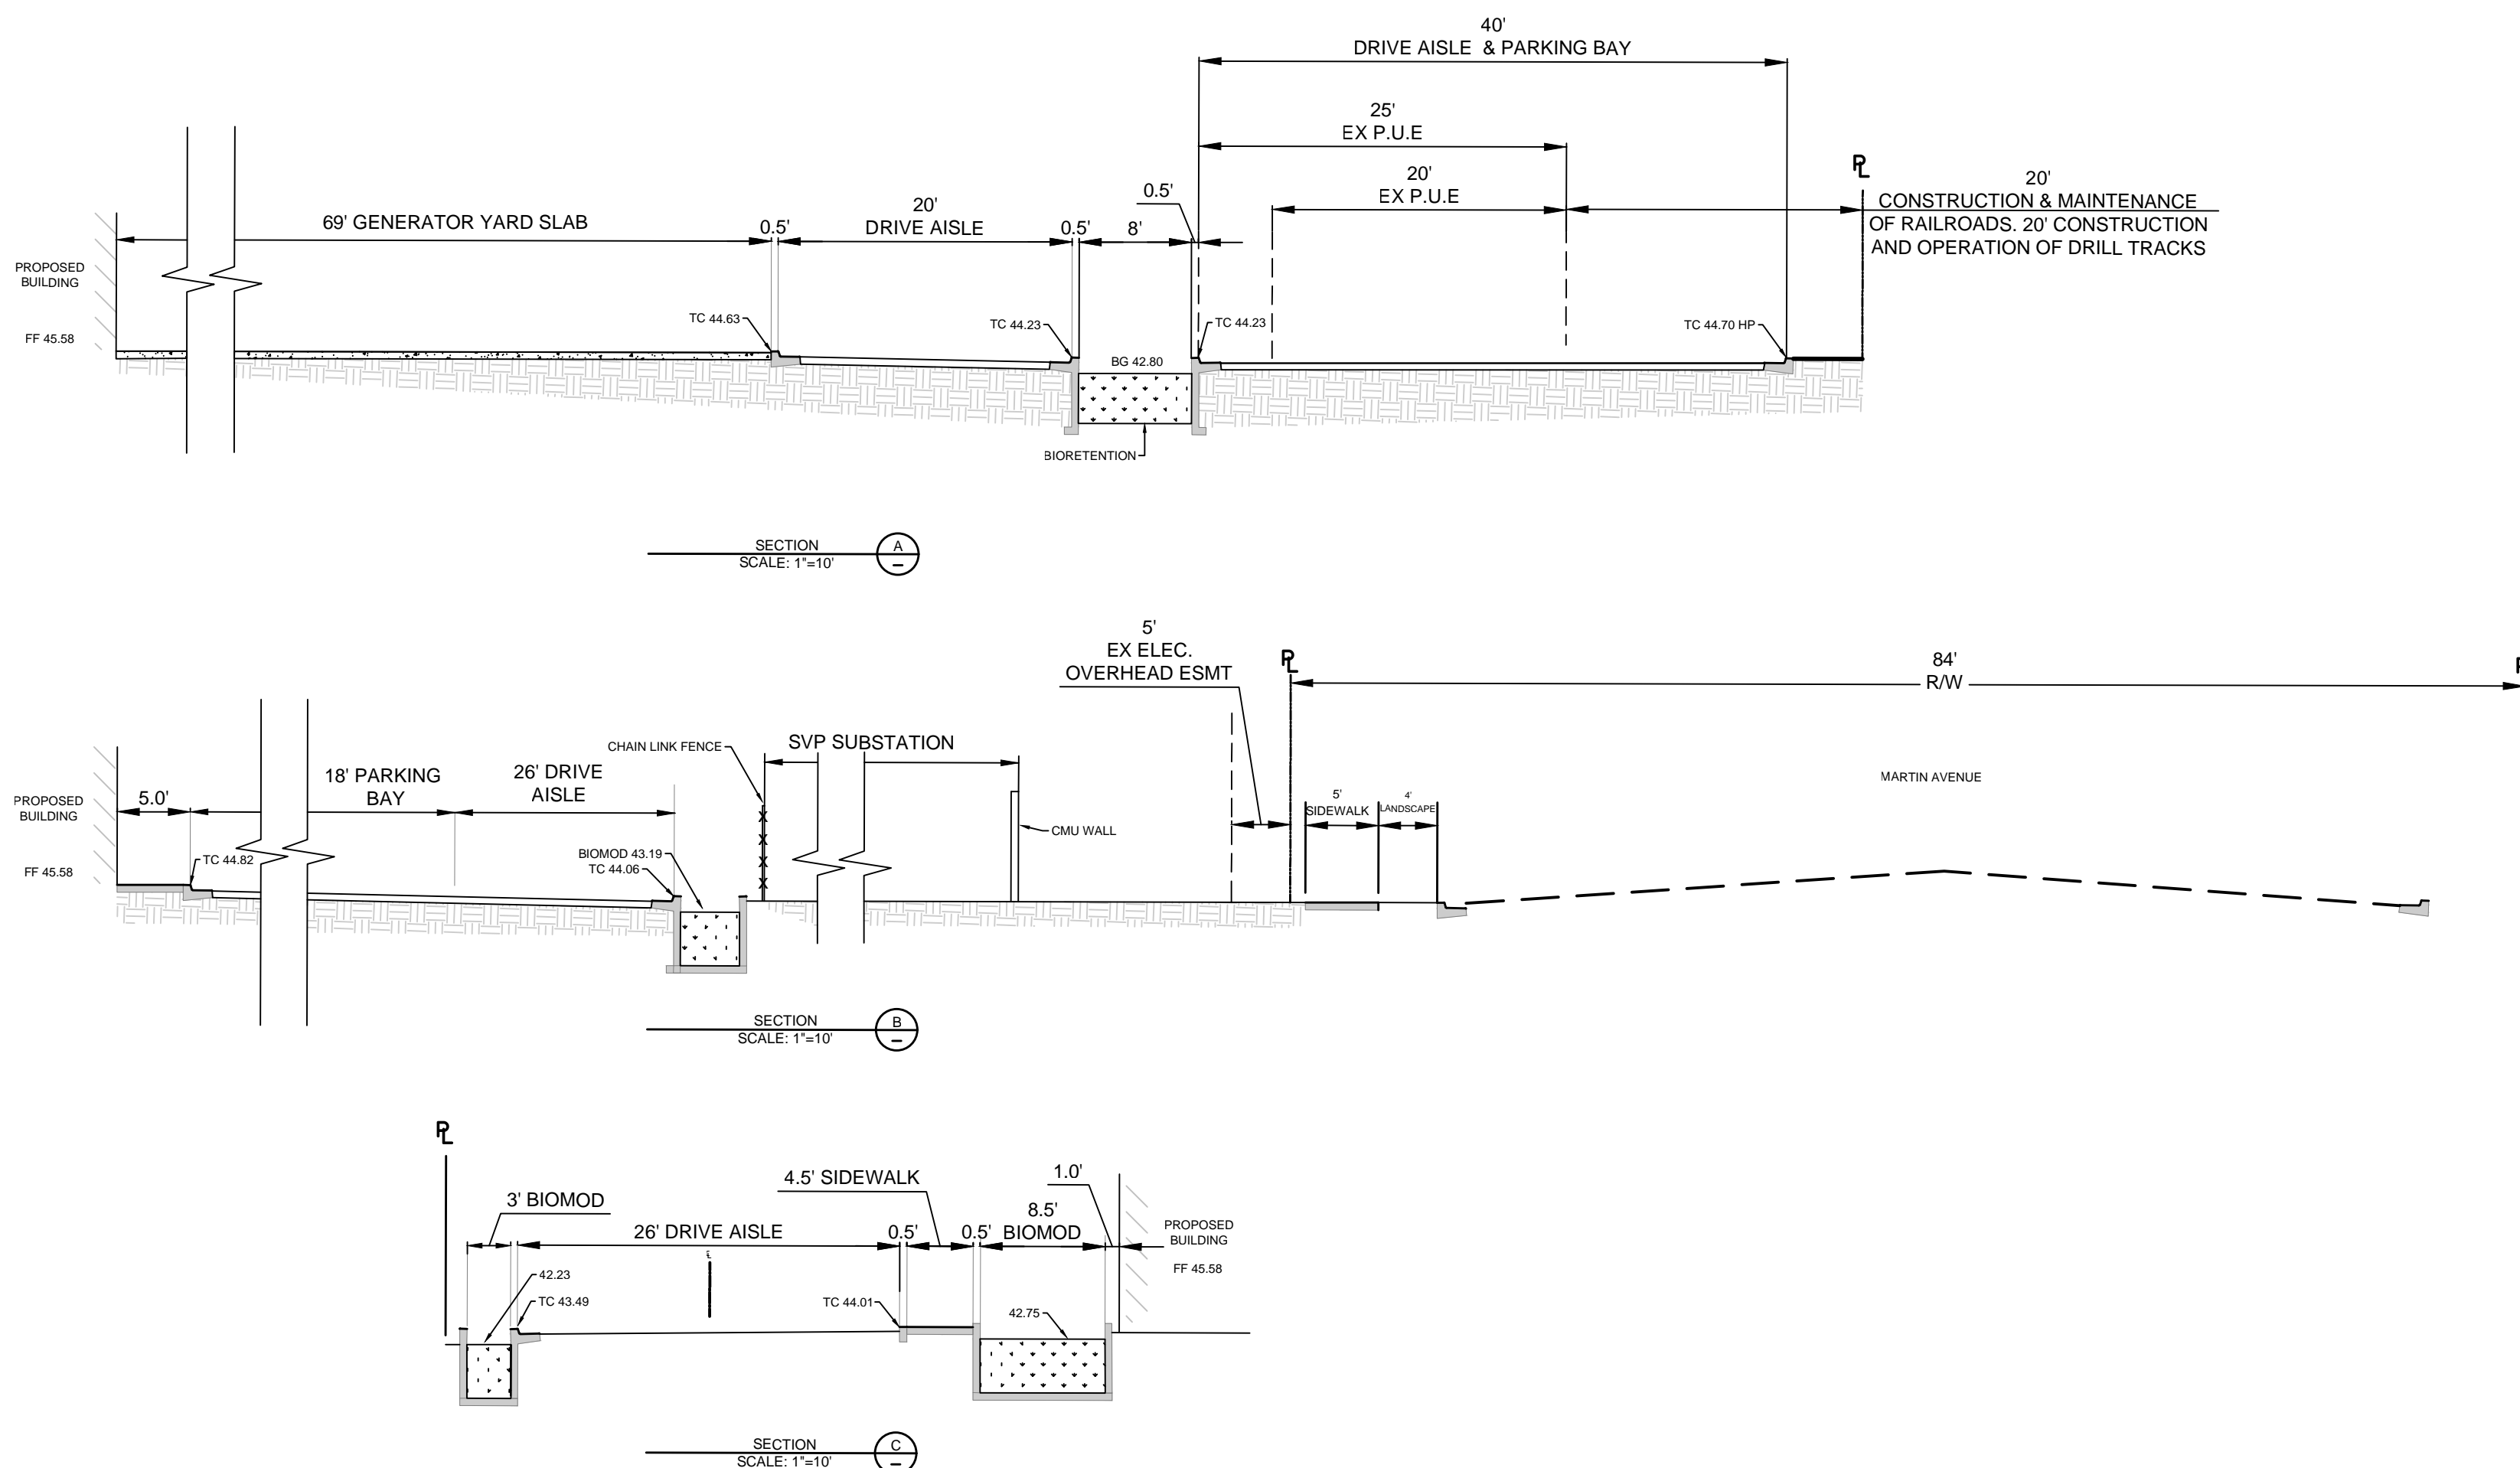 40'
DRIVE AISLE & PARKING BAY
25'
EX P.U.E
20'
EX P.U.E
0.5'
PL
20'
CONSTRUCTION & MAINTENANCE
OF RAILROADS. 20' CONSTRUCTION
AND OPERATION OF DRILL TRACKS
69' GENERATOR YARD SLAB
0.5'
20'
DRIVE AISLE
0.5'
8'
PROPOSED
BUILDING
FF 45.58
TC 44.63
TC 44.23
TC 44.23
TC 44.70 HP
BG 42.80
BIORETENTION
SECTION
SCALE: 1"=10'
A
5'
EX ELEC.
OVERHEAD ESMT
PL
84'
R/W
CHAIN LINK FENCE
SVP SUBSTATION
PROPOSED
BUILDING
5.0'
18' PARKING
BAY
26' DRIVE
AISLE
MARTIN AVENUE
5'
SIDEWALK
4'
LANDSCAPE
CMU WALL
FF 45.58
TC 44.82
BIOMOD 43.19
TC 44.06
X
X
X
X
SECTION
SCALE: 1"=10'
B
PL
3' BIOMOD
4.5' SIDEWALK
1.0'
26' DRIVE AISLE
0.5'
0.5'
8.5'
BIOMOD
PROPOSED
BUILDING
FF 45.58
42.23
TC 43.49
TC 44.01
42.75
SECTION
SCALE: 1"=10'
C